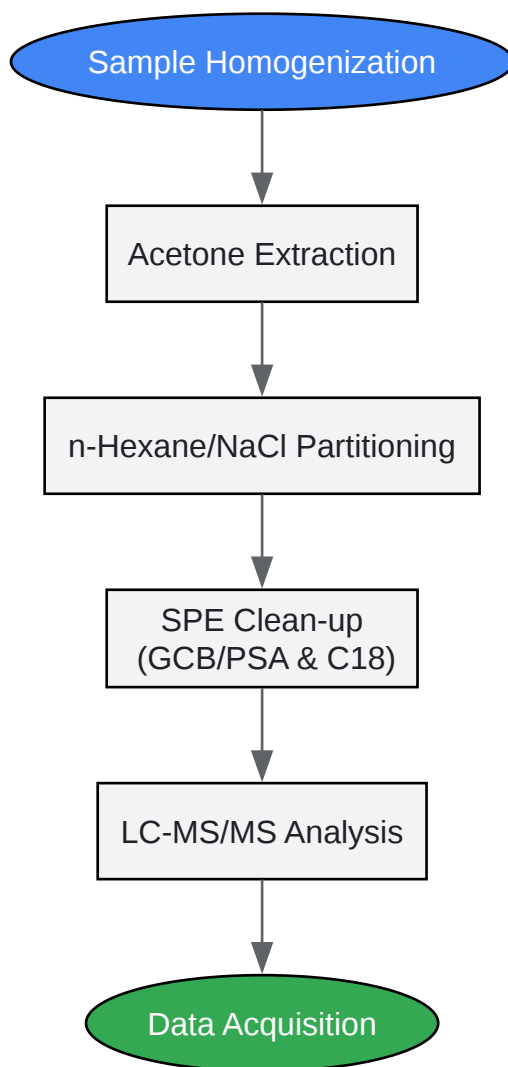 Sample Homogenization
Acetone Extraction
n-Hexane/NaCl Partitioning
SPE Clean-up
(GCB/PSA & C18)
LC-MS/MS Analysis
Data Acquisition